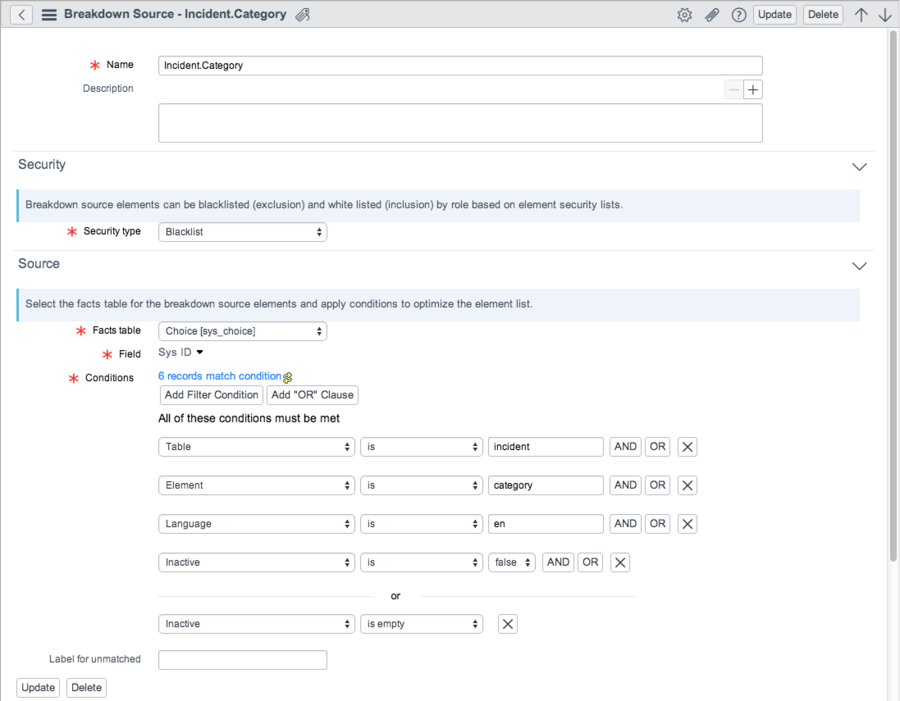 Breakdown Source - Incident.Category
Update
Delete
Name
Incident.Category
Description
Security
Breakdown source elements can be blacklisted (exclusion) and white listed (inclusion) by role based on element security lists.
Security type
Blacklist
Source
Select the facts table for the breakdown source elements and apply conditions to optimize the element list.
Facts table
Choice [sys_choice]
Field
Sys ID
Conditions
6 records match condition
Add Filter Condition
Add "OR" Clause
All of these conditions must be met
Table is incident AND OR
Element is category AND OR
Language is en AND OR
Inactive is false AND OR
or
Inactive is empty
Label for unmatched
Update
Delete